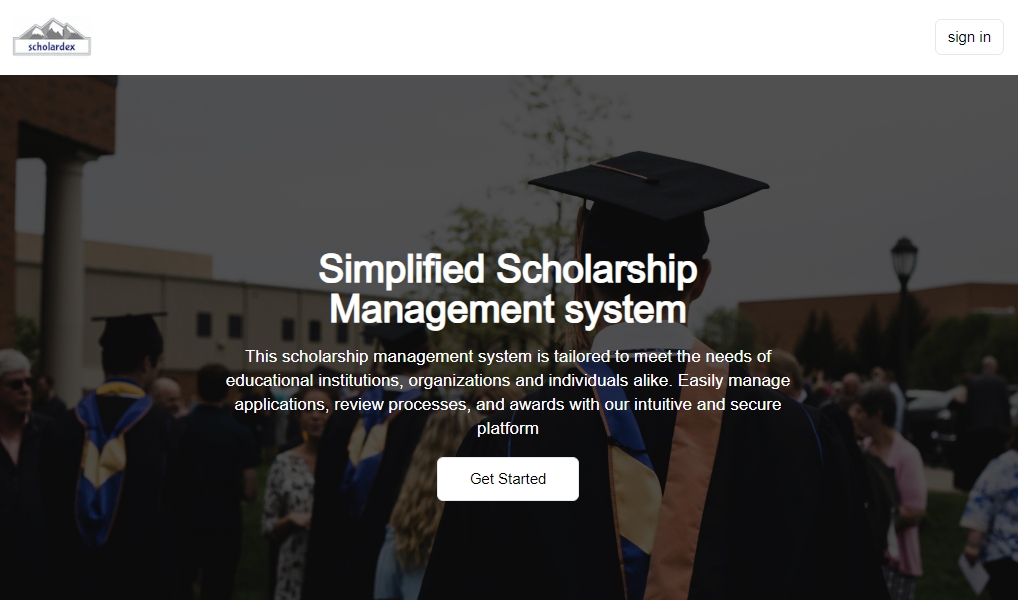 scholardex
sign in
Simplified Scholarship
Management system
This scholarship management system is tailored to meet the needs of
educational institutions, organizations and individuals alike. Easily manage
applications, review processes, and awards with our intuitive and secure
platform
Get Started